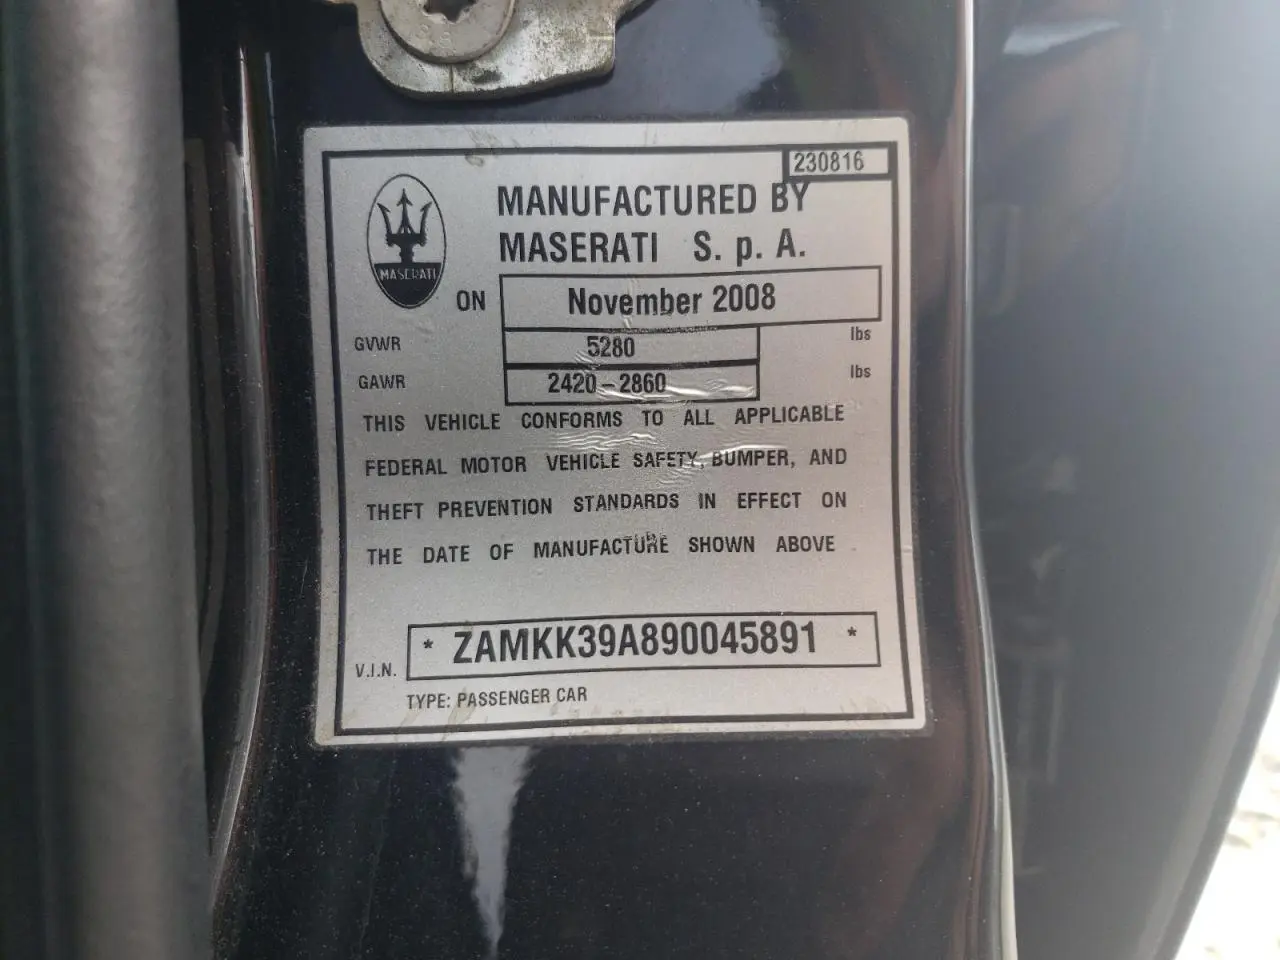 230816
MANUFACTURED BY
MASERATI S. p. A.
MASERATI
ON November 2008
GVWR 5280 lbs
GAWR 2420-2860 lbs
THIS VEHICLE CONFORMS TO ALL APPLICABLE
FEDERAL MOTOR VEHICLE SAFETY, BUMPER, AND
THEFT PREVENTION STANDARDS IN EFFECT ON
THE DATE OF MANUFACTURE SHOWN ABOVE
V.I.N. * ZAMKK39A890045891 *
TYPE: PASSENGER CAR